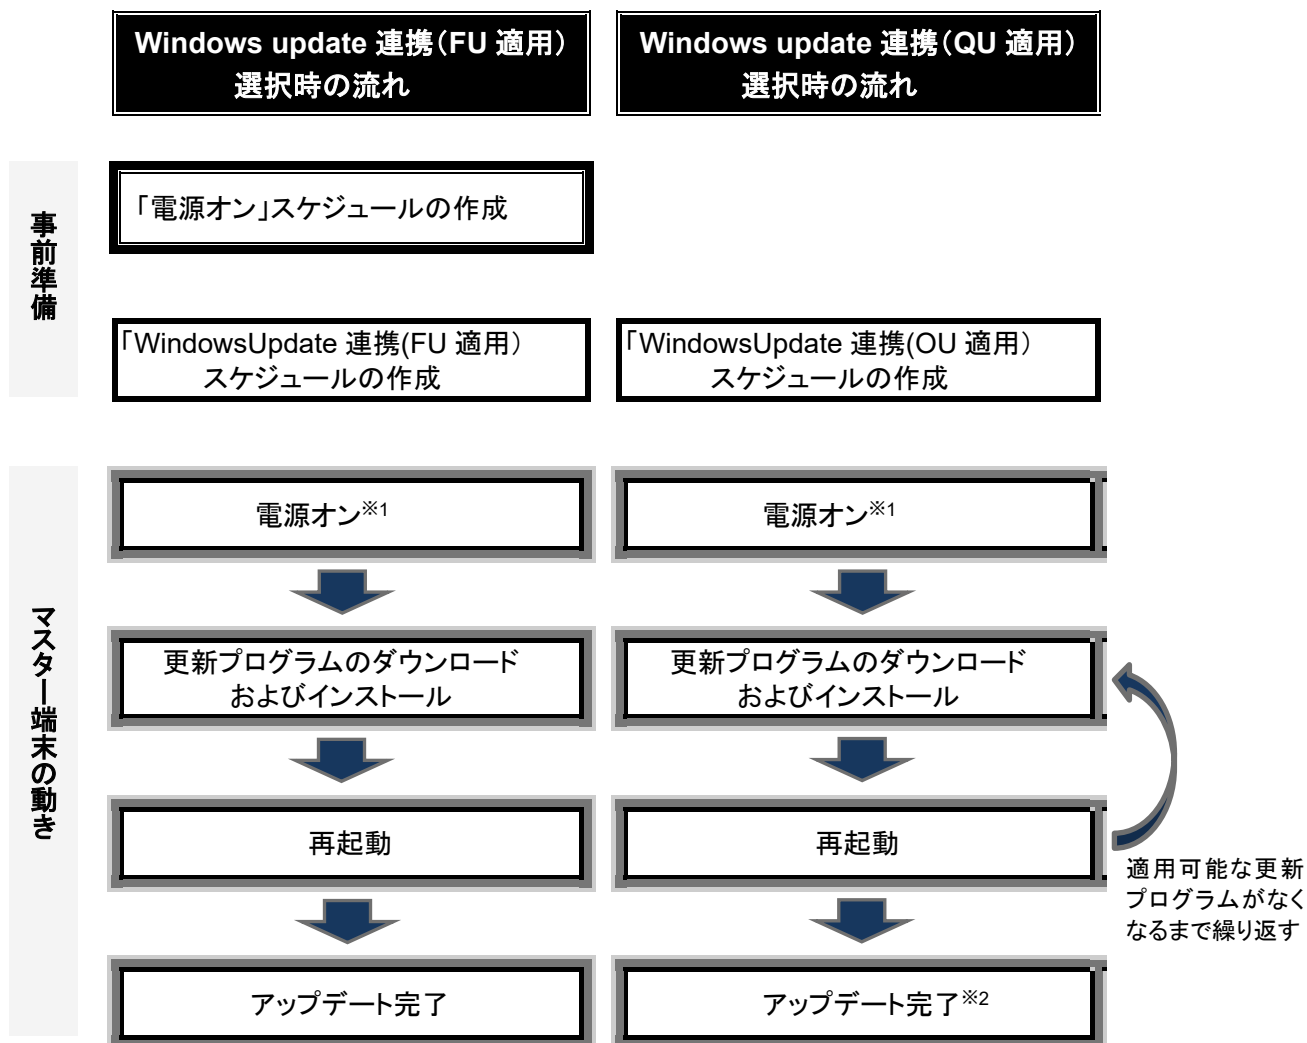 Windows update 連携（FU 適用）
選択時の流れ
Windows update 連携（QU 適用）
選択時の流れ
事前準備
「電源オン」スケジュールの作成
「WindowsUpdate 連携(FU 適用）
スケジュールの作成
「WindowsUpdate 連携(OU 適用）
スケジュールの作成
マスター端末の動き
電源オン※1
電源オン※1
更新プログラムのダウンロード
およびインストール
更新プログラムのダウンロード
およびインストール
再起動
再起動
適用可能な更新
プログラムがなく
なるまで繰り返す
アップデート完了
アップデート完了※2